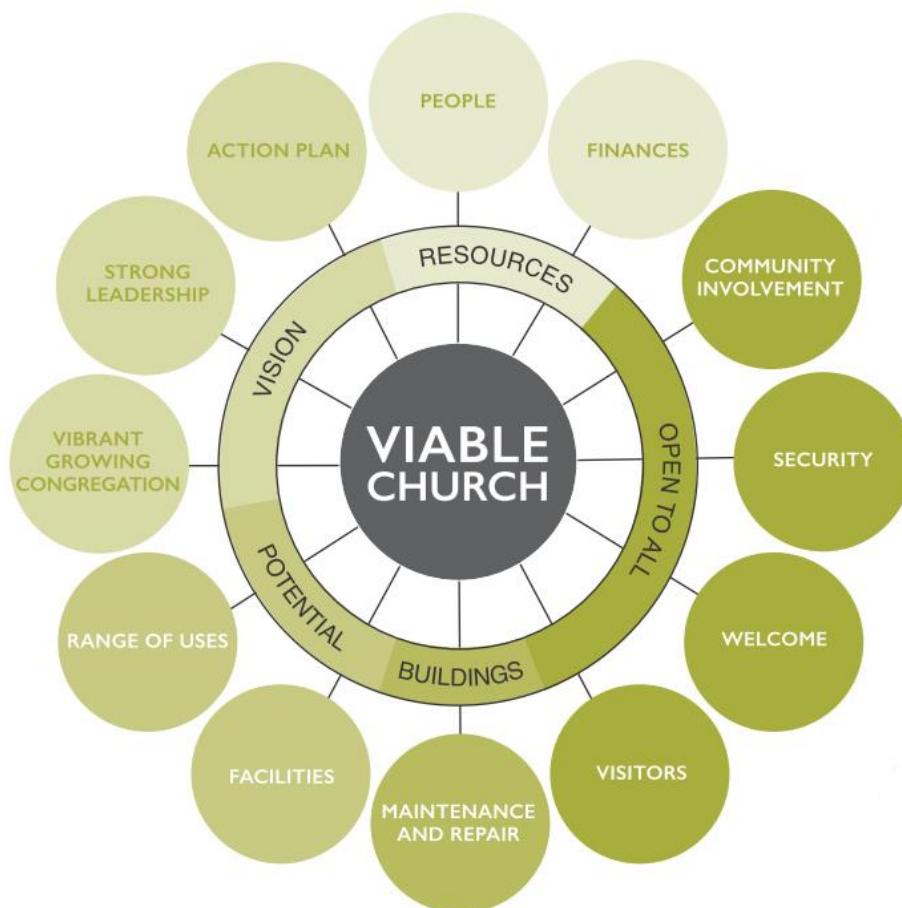 PEOPLE
FINANCES
COMMUNITY
INVOLVEMENT
SECURITY
WELCOME
VISITORS
MAINTENANCE
AND REPAIR
FACILITIES
RANGE OF USES
VIBRANT
GROWING
CONGREGATION
STRONG
LEADERSHIP
ACTION PLAN
RESOURCES
OPEN TO ALL
BUILDINGS
POTENTIAL
VISION
VIABLE
CHURCH